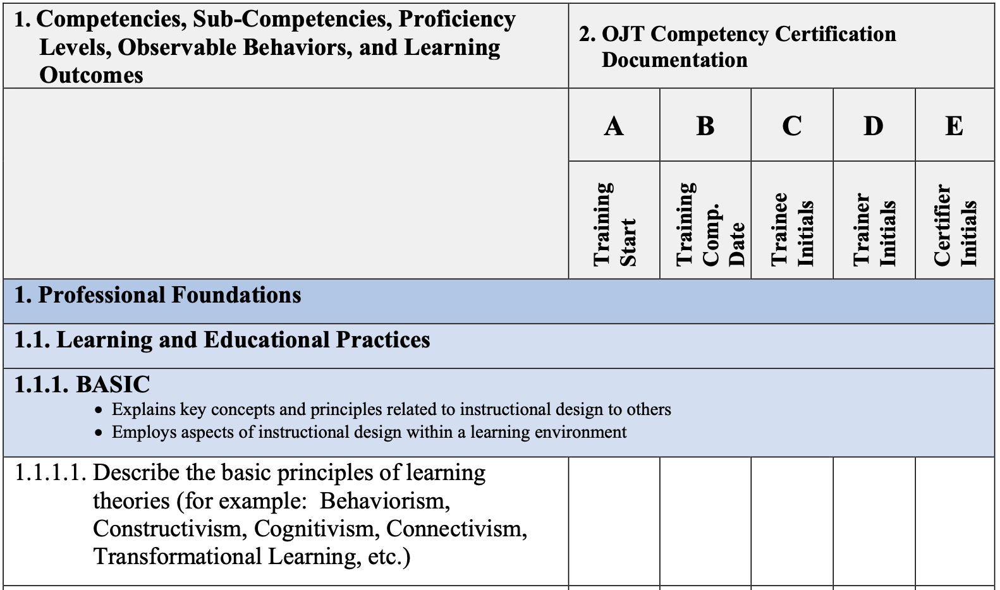 1. Competencies, Sub-Competencies, Proficiency
Levels, Observable Behaviors, and Learning
Outcomes
2. OJT Competency Certification
Documentation
A
B
C
D
E
Training
Start
Training
Comp.
Date
Trainee
Initials
Trainer
Initials
Certifier
Initials
1. Professional Foundations
1.1. Learning and Educational Practices
1.1.1. BASIC
• Explains key concepts and principles related to instructional design to others
• Employs aspects of instructional design within a learning environment
1.1.1.1. Describe the basic principles of learning
theories (for example:  Behaviorism,
Constructivism, Cognitivism, Connectivism,
Transformational Learning, etc.)